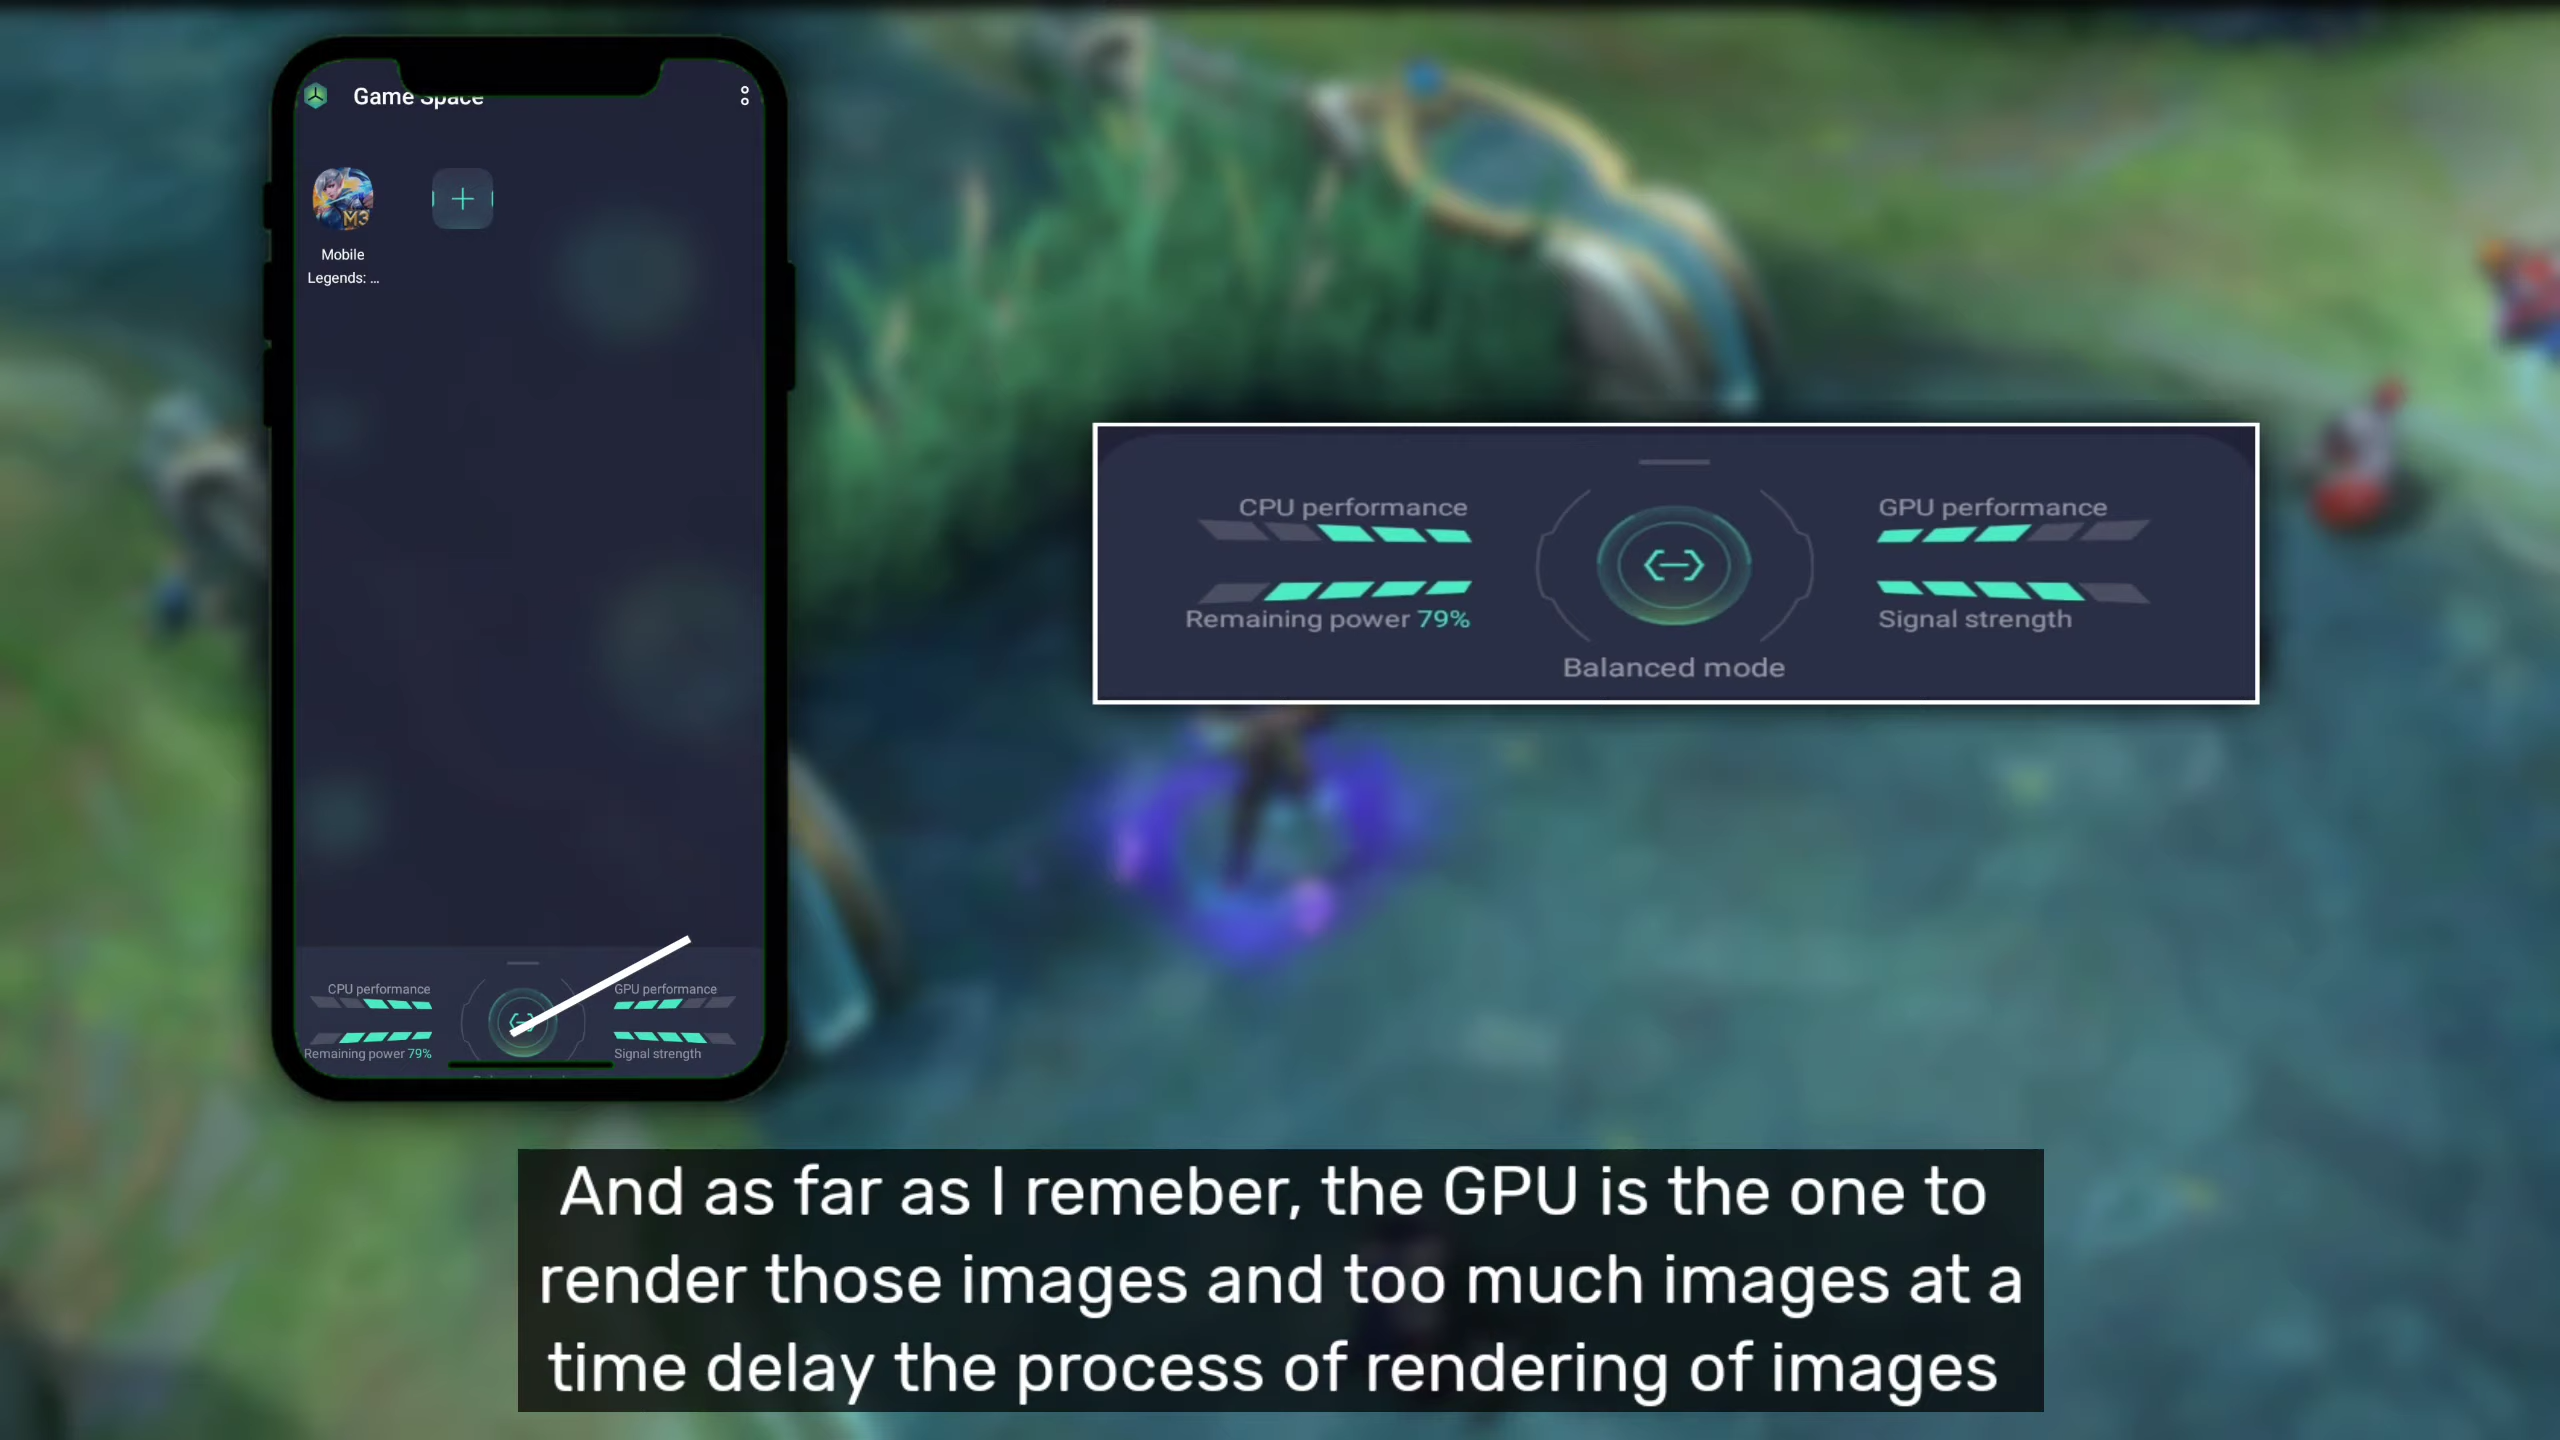 Game Space
M3
Mobile
Legends: ...
CPU performance
GPU performance
Remaining power 79%
Signal strength
CPU performance
GPU performance
Remaining power 79%
Signal strength
Balanced mode
And as far as I remeber, the GPU is the one to
render those images and too much images at a
time delay the process of rendering of images